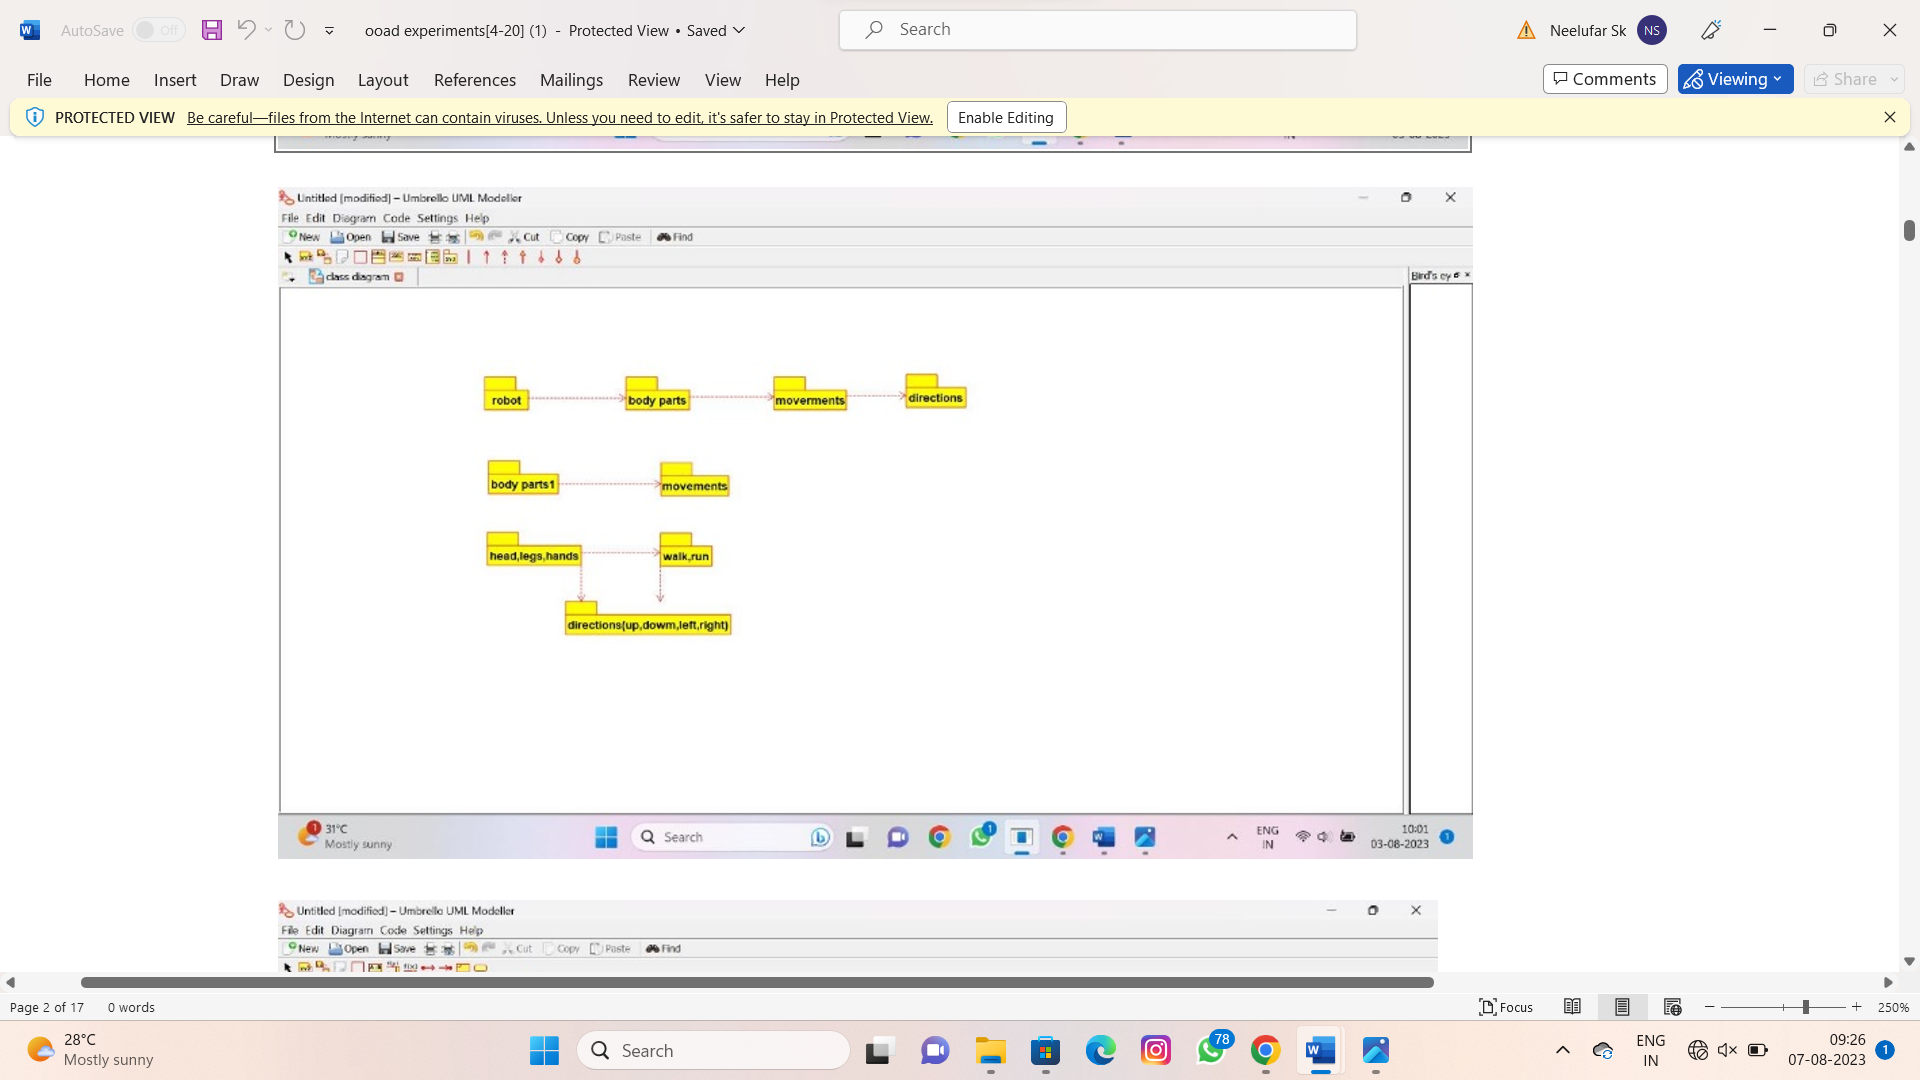 AutoSave Off ooad experiments[4-20] (1) - Protected View • Saved Search Neelufar Sk NS
File Home Insert Draw Design Layout References Mailings Review View Help Comments Viewing Share
PROTECTED VIEW Be careful—files from the Internet can contain viruses. Unless you need to edit, it's safer to stay in Protected View. Enable Editing
Untitled [modified] – Umbrello UML Modeller
File Edit Diagram Code Settings Help
New Open Save Cut Copy Paste Find
class diagram Bird's ey
robot body parts moverments directions
body parts1 movements
head,legs,hands walk,run
directions(up,dowm,left,right)
1 31°C
Mostly sunny
Search
1
ENG
IN
10:01
03-08-2023
1
Untitled [modified] – Umbrello UML Modeller
File Edit Diagram Code Settings Help
New Open Save Cut Copy Paste Find
Page 2 of 17 0 words Focus 250%
28°C
Mostly sunny
Search
78
ENG
IN
09:26
07-08-2023
1